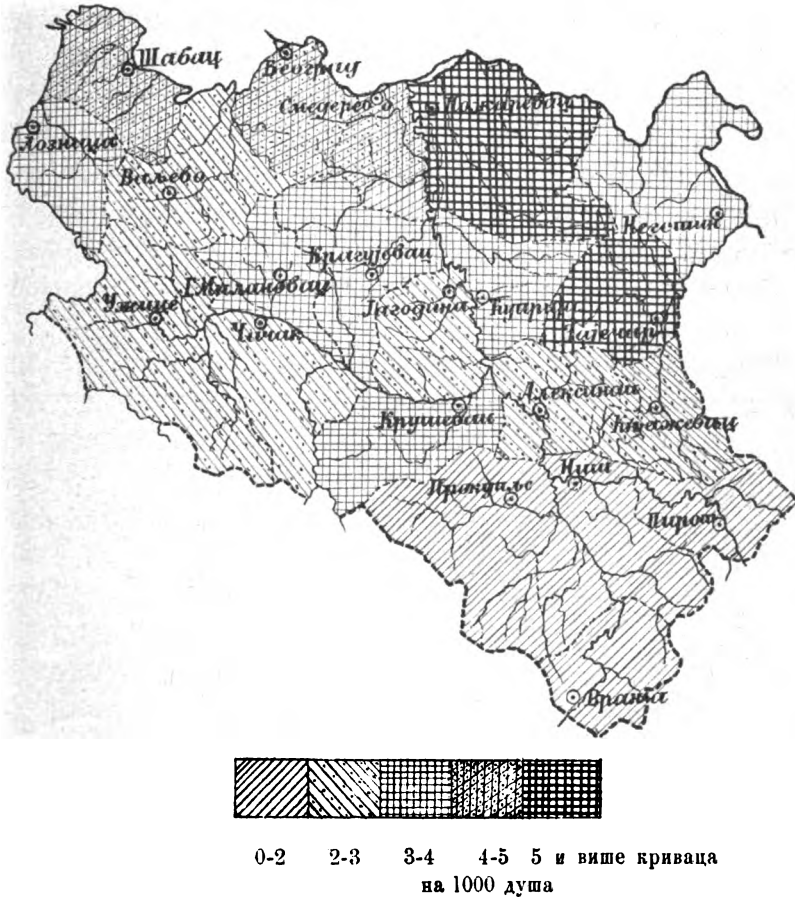 Шабац
Београд
Смедерево
Пожаревац
Лозница
Ваљево
Неготин
Крагујевац
Г. Милановац
Јагодина
Ћуприја
Ужице
Чачак
Зајечар
Алексинац
Крушевац
Књажевац
Ниш
Прокупље
Пирот
Врања
0-2 2-3 3-4 4-5 5 и више криваца
на 1000 душа